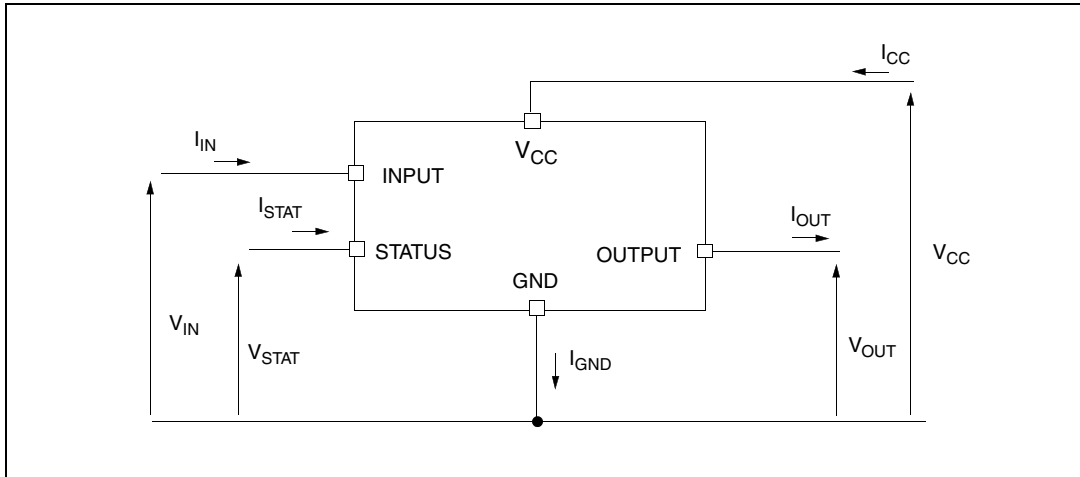 I_CC
V_CC
I_IN
INPUT
I_STAT
STATUS
I_OUT
OUTPUT
V_CC
GND
V_IN
V_STAT
I_GND
V_OUT